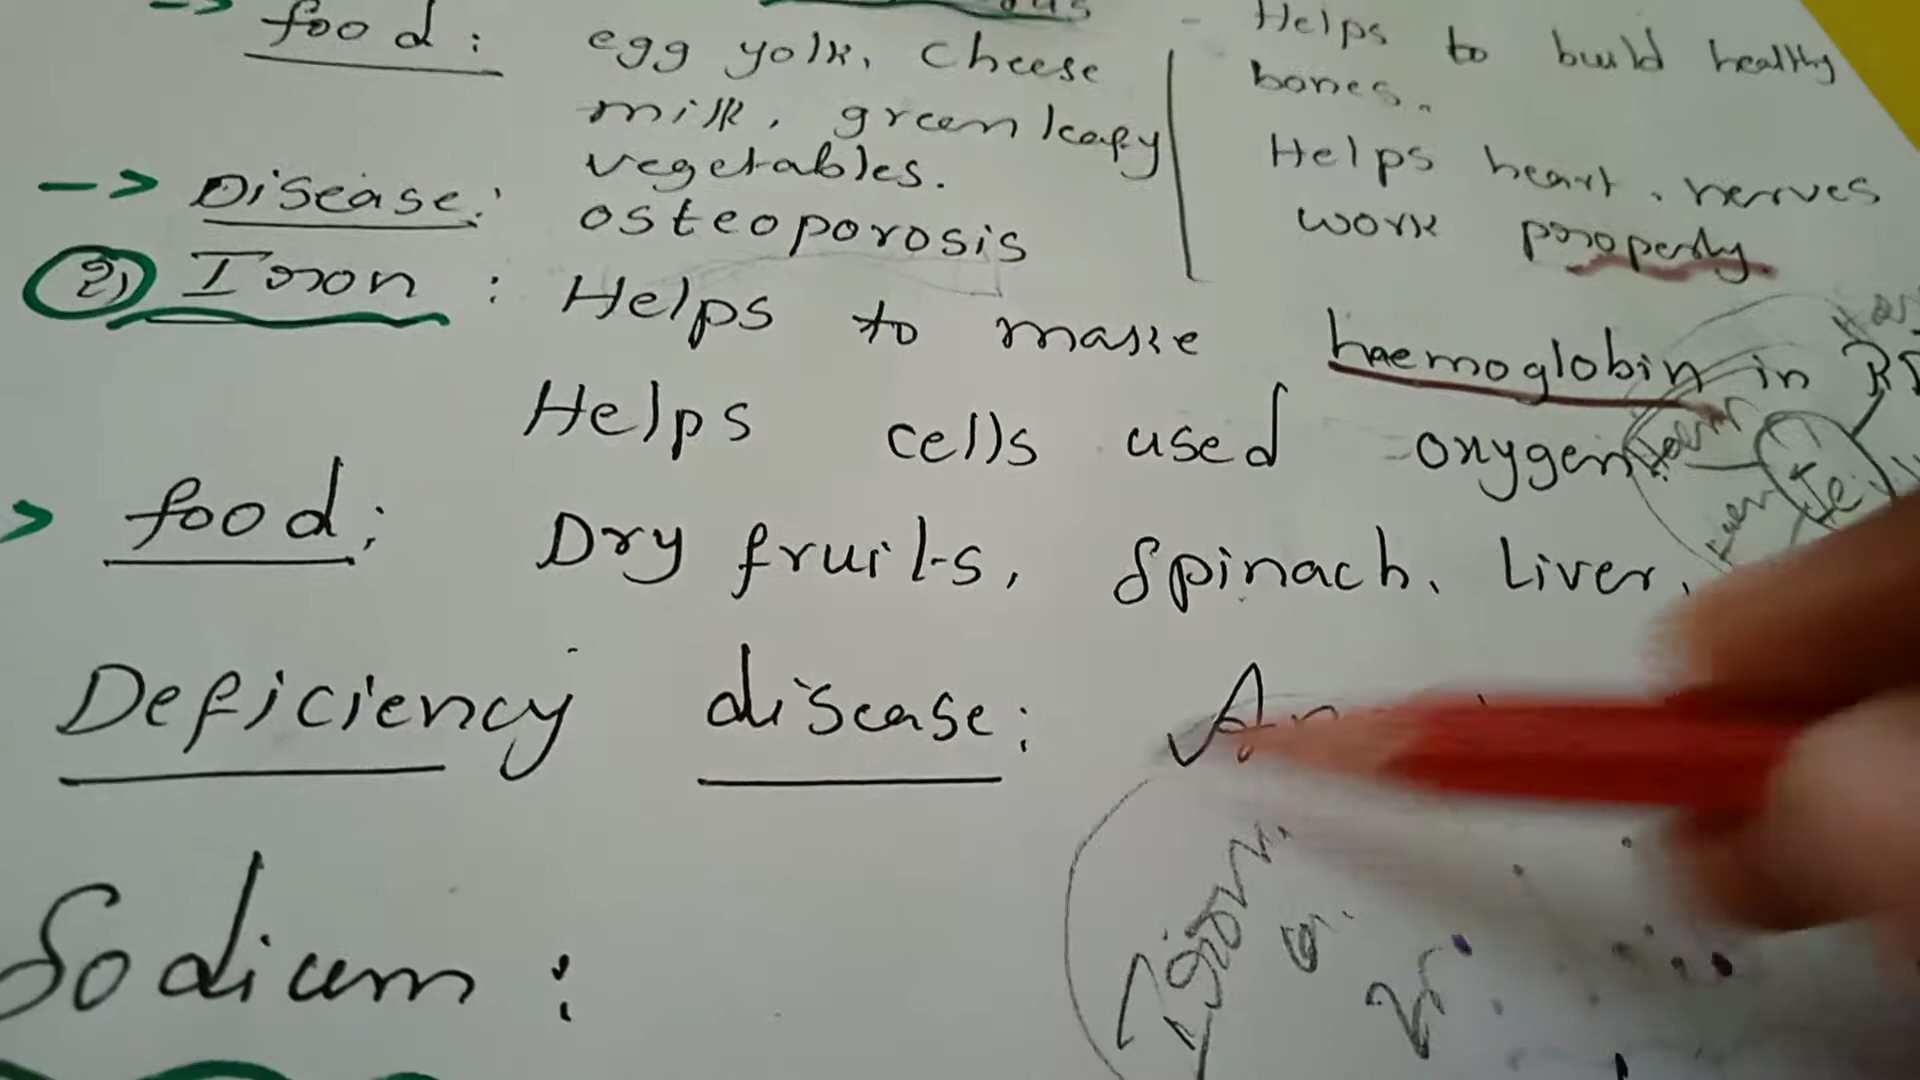 food :
egg yolk, cheese
milk, green leafy
vegetables.
Helps to build healthy
bones.
Helps heart, nerves
work properly.
-> Disease:
osteoporosis
2) Iron : Helps to make haemoglobin in
Helps cells used oxygen
> food: Dry fruits, Spinach, Liver,
Deficiency disease:
Iron
Sodium :